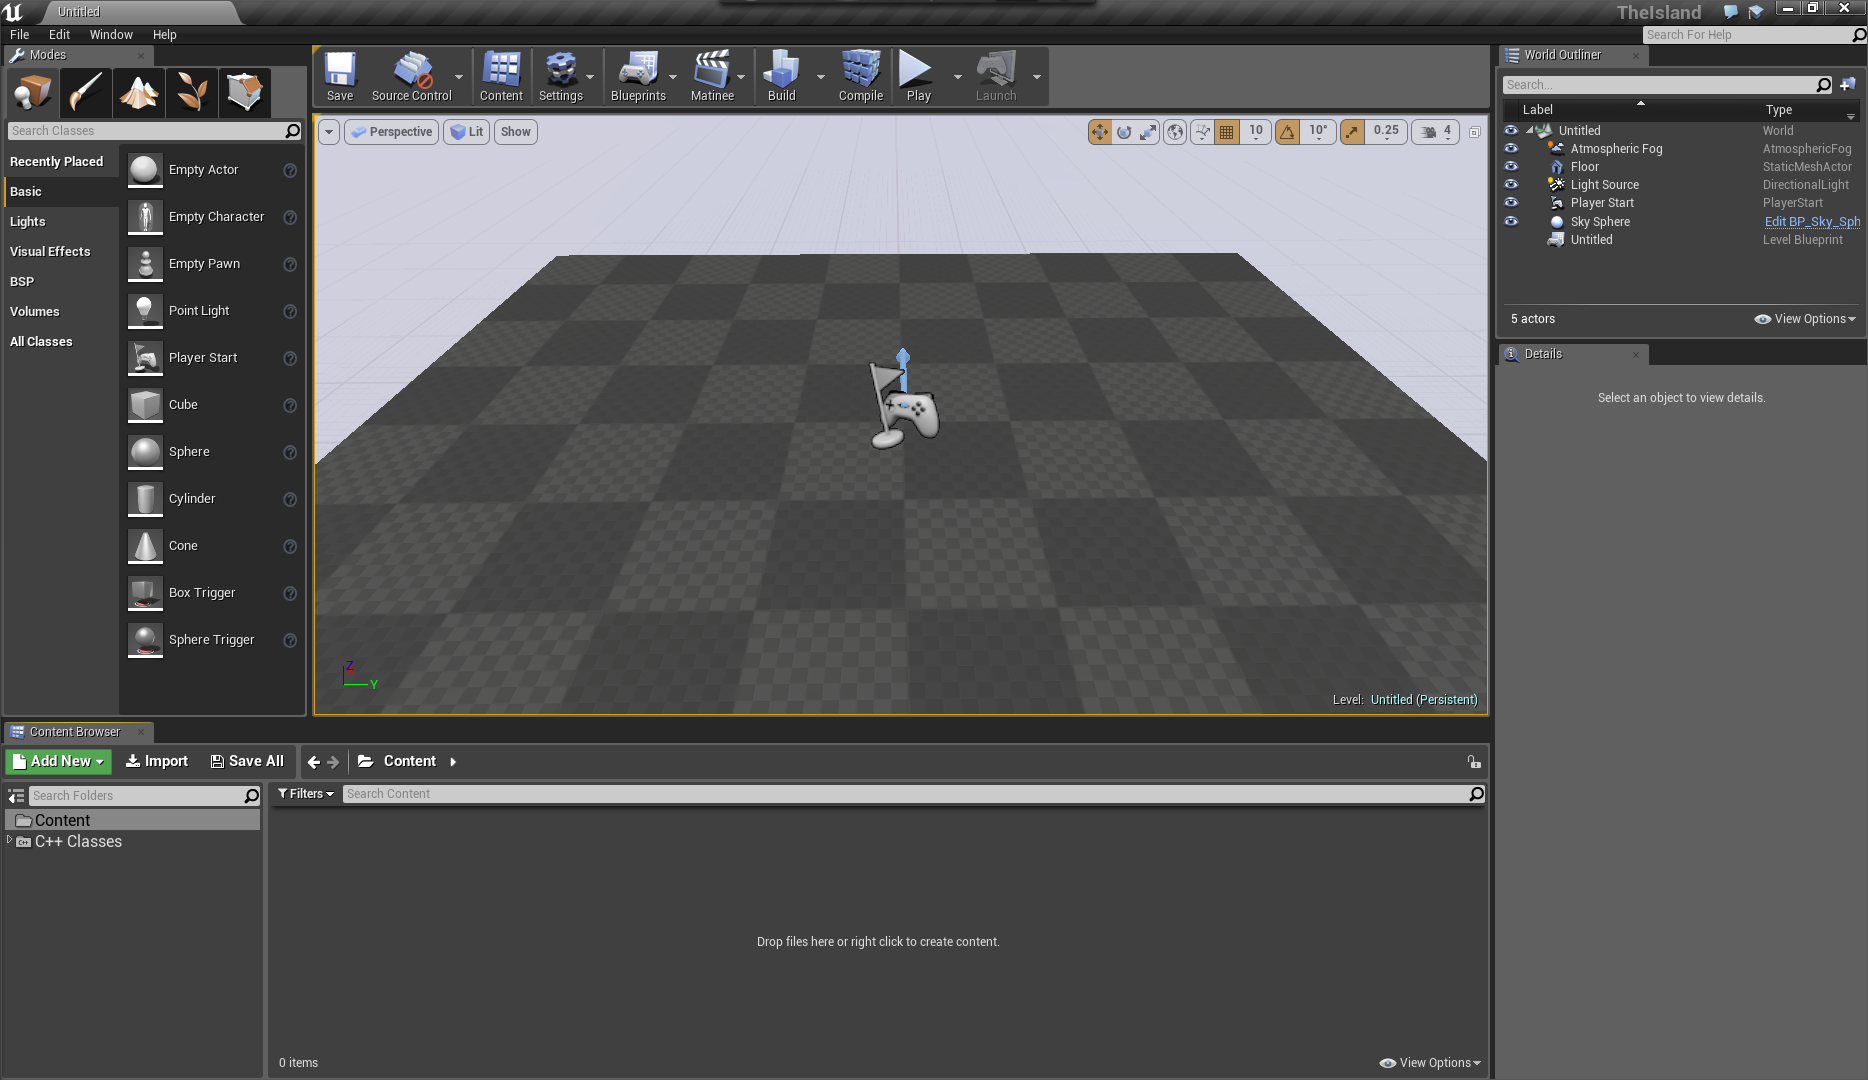 Untitled
TheIsland
File Edit Window Help
Search For Help
Modes
Search Classes
Recently Placed
Basic
Lights
Visual Effects
BSP
Volumes
All Classes
Empty Actor
Empty Character
Empty Pawn
Point Light
Player Start
Cube
Sphere
Cylinder
Cone
Box Trigger
Sphere Trigger
Save
Source Control
Content
Settings
Blueprints
Matinee
Build
Compile
Play
Launch
Perspective
Lit
Show
10
10°
0.25
4
Z
Y
Level: Untitled (Persistent)
World Outliner
Search...
Label Type
Untitled World
Atmospheric Fog AtmosphericFog
Floor StaticMeshActor
Light Source DirectionalLight
Player Start PlayerStart
Sky Sphere Edit BP_Sky_Sph
Untitled Level Blueprint
5 actors
View Options
Details
Select an object to view details.
Content Browser
Add New
Import
Save All
Content
Search Folders
Content
C++ Classes
Filters
Search Content
Drop files here or right click to create content.
0 items
View Options